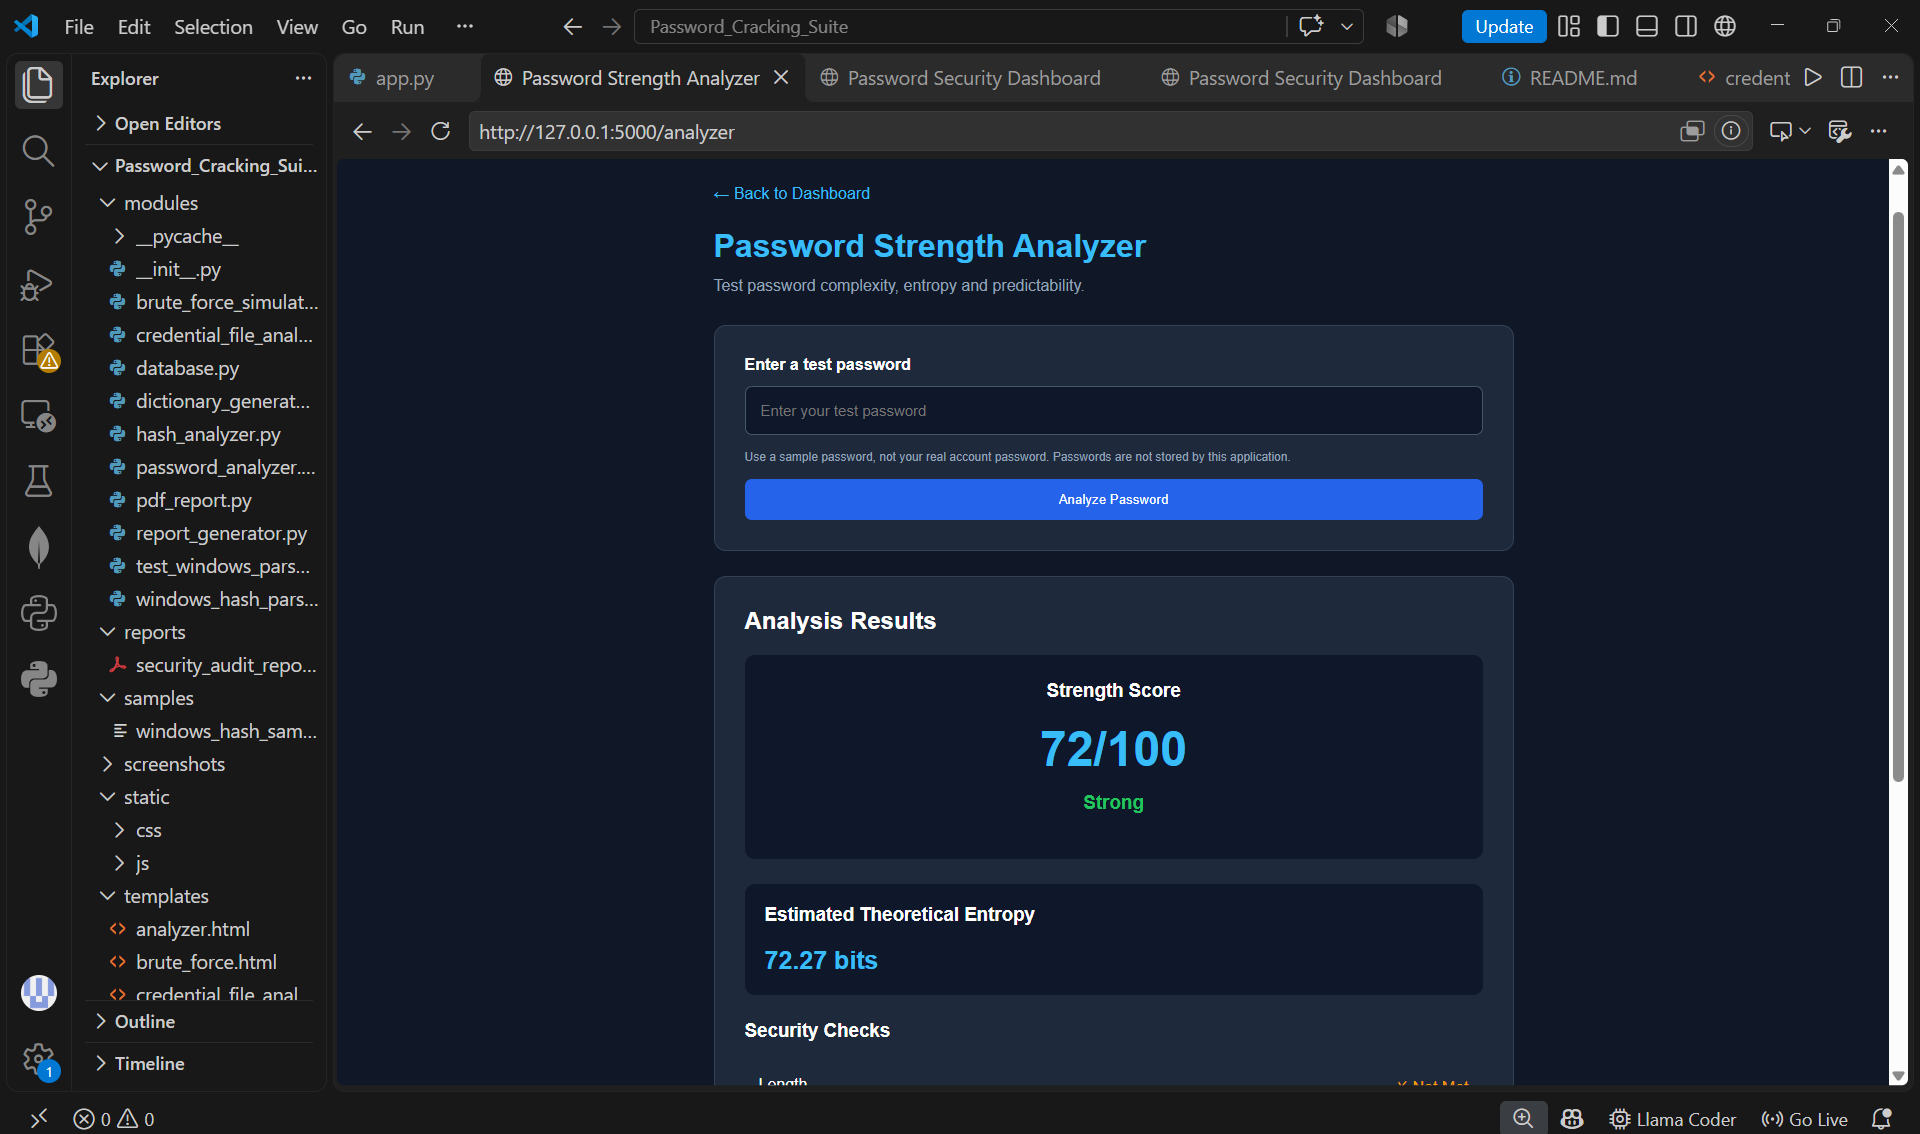 File Edit Selection View Go Run ···
Password_Cracking_Suite
Update
Explorer ···
Open Editors
Password_Cracking_Sui...
modules
__pycache__
__init__.py
brute_force_simulat...
credential_file_anal...
database.py
dictionary_generat...
hash_analyzer.py
password_analyzer....
pdf_report.py
report_generator.py
test_windows_pars...
windows_hash_pars...
reports
security_audit_repo...
samples
windows_hash_sam...
screenshots
static
css
js
templates
analyzer.html
brute_force.html
credential_file_anal
Outline
Timeline
1
app.py
Password Strength Analyzer
Password Security Dashboard
Password Security Dashboard
README.md
credent
http://127.0.0.1:5000/analyzer
← Back to Dashboard
Password Strength Analyzer
Test password complexity, entropy and predictability.
Enter a test password
Enter your test password
Use a sample password, not your real account password. Passwords are not stored by this application.
Analyze Password
Analysis Results
Strength Score
72/100
Strong
Estimated Theoretical Entropy
72.27 bits
Security Checks
Length
X Not Met
0 0
Llama Coder
Go Live